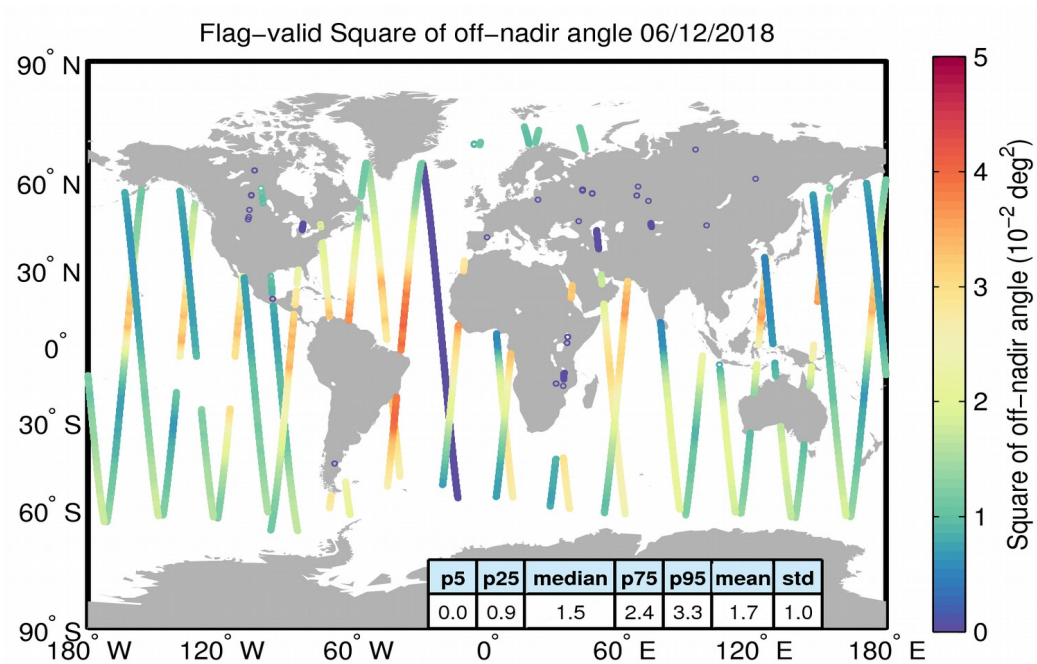 Flag−valid Square of off−nadir angle 06/12/2018
90° N
60° N
30° N
0°
30° S
60° S
90° S
180° W
120° W
60° W
0°
60° E
120° E
180° E
p5 p25 median p75 p95 mean std
0.0 0.9 1.5 2.4 3.3 1.7 1.0
5
4
3
2
1
0
Square of off−nadir angle (10⁻² deg²)